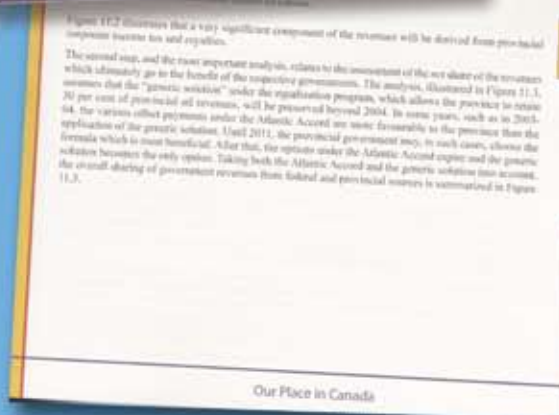 Figure 11.2 illustrates that a very significant component of the revenues will be derived from provincial
corporate income tax and royalties.
The second step, and the most important analysis, relates to the assessment of the net share of the revenues
which ultimately go to the benefit of the respective governments. The analysis, illustrated in Figure 11.3,
assumes that the "generic solution" under the equalization program, which allows the province to retain
30 per cent of provincial oil revenues, will be preserved beyond 2004. In some years, such as in 2003-
04, the various offset payments under the Atlantic Accord are more favourable to the province than the
application of the generic solution. Until 2011, the provincial government may, in such cases, choose the
formula which is most beneficial. After that, the options under the Atlantic Accord expire and the generic
solution becomes the only option. Taking both the Atlantic Accord and the generic solution into account,
the overall sharing of government revenues from federal and provincial sources is summarized in Figure
11.3.
Our Place in Canada